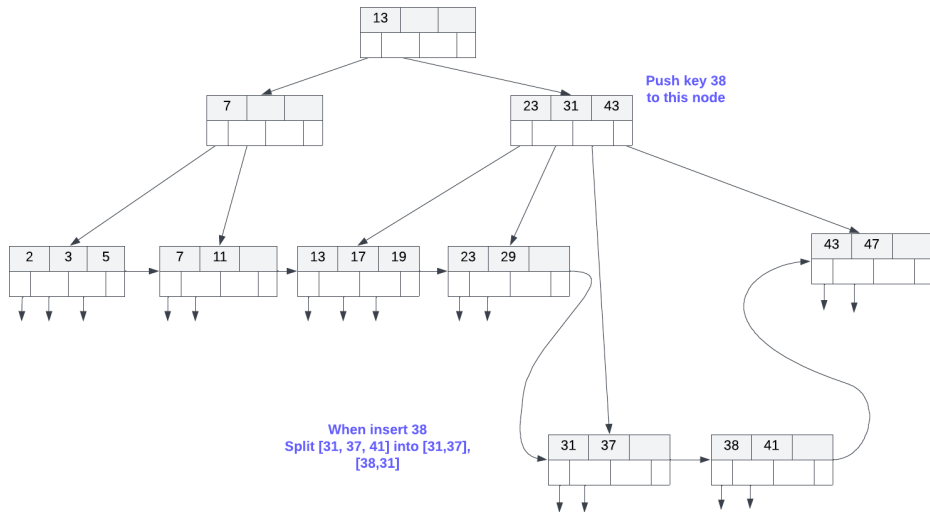 13
Push key 38
to this node
7
23 31 43
2 3 5
7 11
13 17 19
23 29
43 47
When insert 38
Split [31, 37, 41] into [31,37],
[38,31]
31 37
38 41